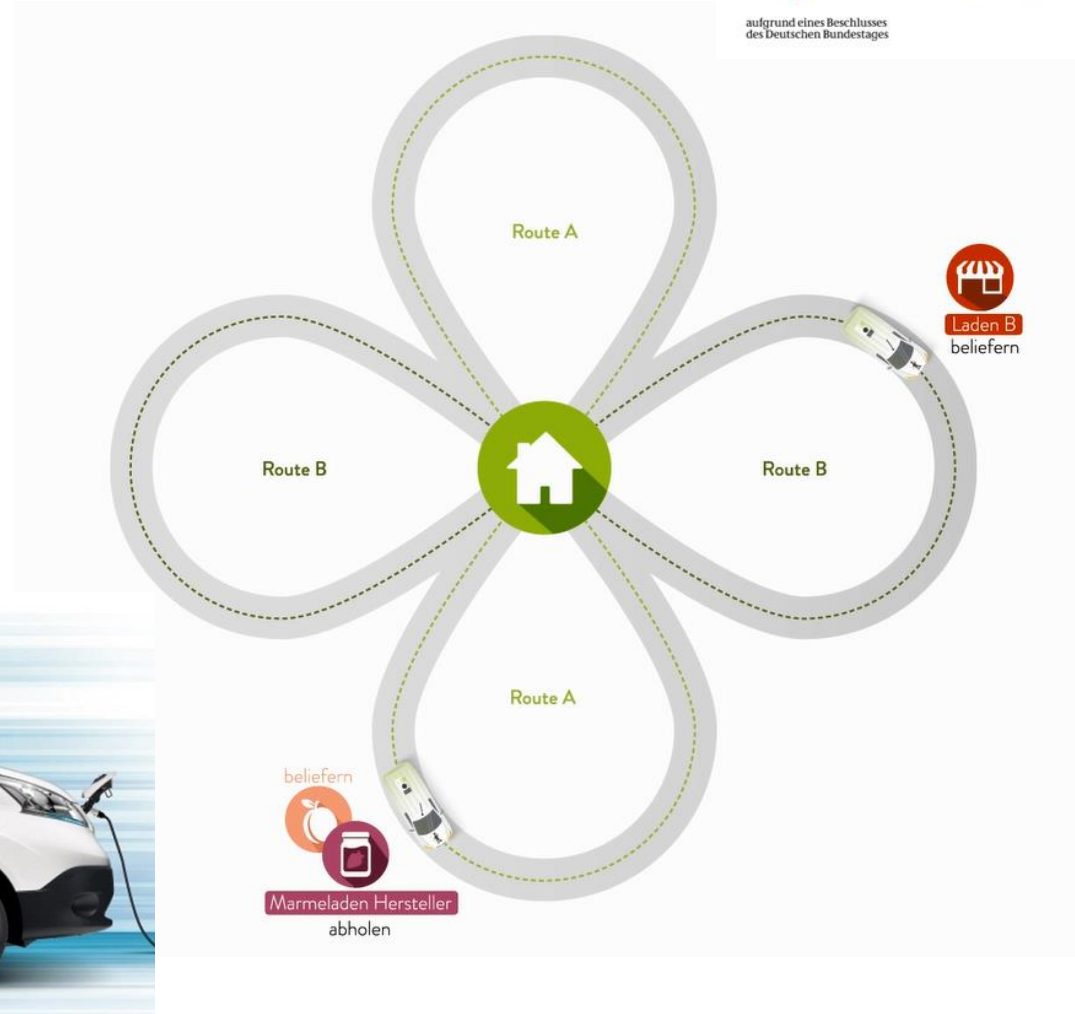 aufgrund eines Beschlusses
des Deutschen Bundestages
Route A
Laden B
beliefern
Route B
Route B
Route A
beliefern
Marmeladen Hersteller
abholen